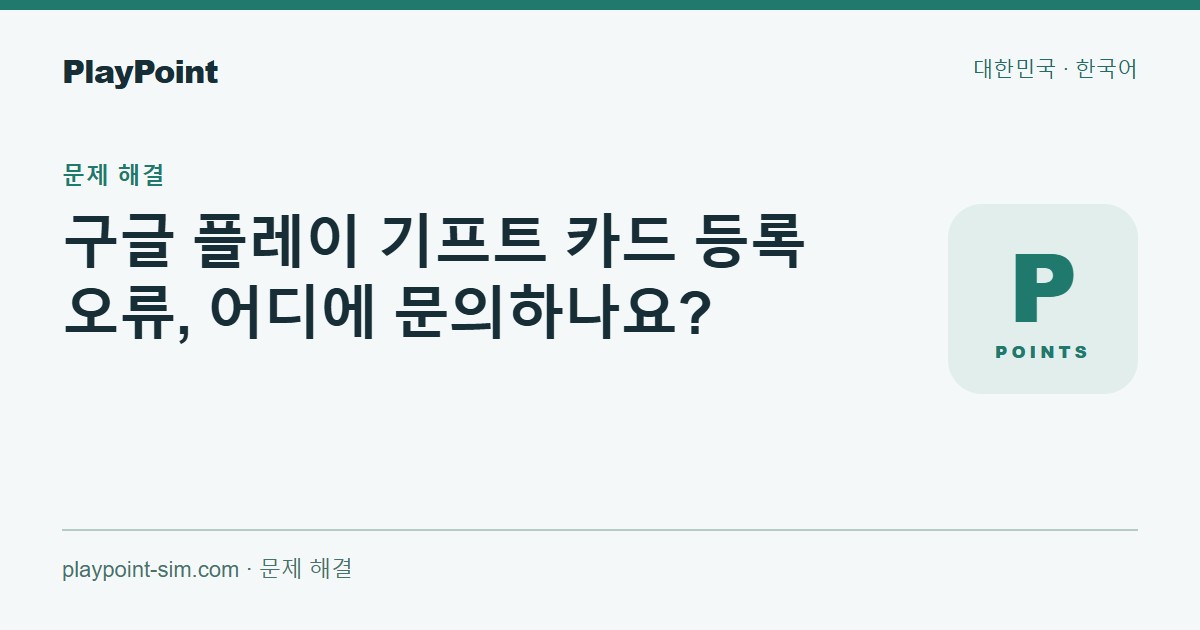 PlayPoint
대한민국 · 한국어
문제 해결
구글 플레이 기프트 카드 등록
오류, 어디에 문의하나요?
P
POINTS
playpoint-sim.com · 문제 해결